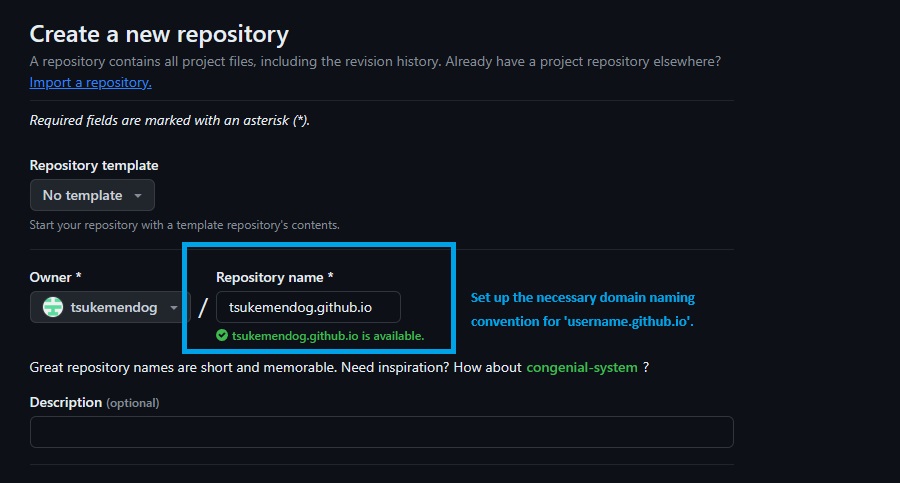 Create a new repository
A repository contains all project files, including the revision history. Already have a project repository elsewhere?
Import a repository.
Required fields are marked with an asterisk (*).
Repository template
No template
Start your repository with a template repository's contents.
Owner *
Repository name *
tsukemendog
/
tsukemendog.github.io
tsukemendog.github.io is available.
Set up the necessary domain naming
convention for 'username.github.io'.
Great repository names are short and memorable. Need inspiration? How about congenial-system ?
Description (optional)